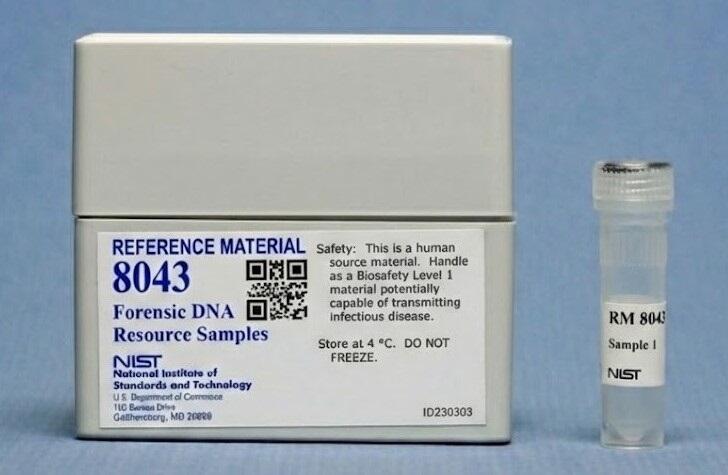 REFERENCE MATERIAL
8043
Forensic DNA
Resource Samples
NIST
National Institute of
Standards and Technology
U.S. Department of Commerce
Drive
MD
Safety: This is a human
source material. Handle
as a Biosafety Level 1
material potentially
capable of transmitting
infectious disease.
Store at 4 °C. DO NOT
FREEZE.
ID230303
RM 8043
Sample 1
NIST